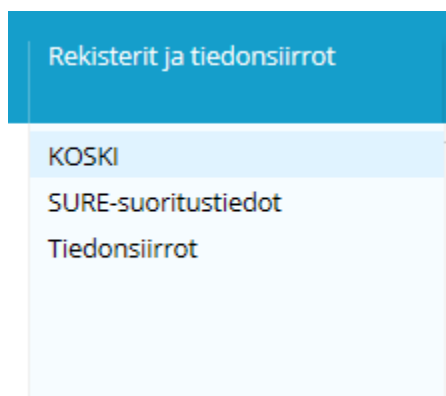 Rekisterit ja tiedonsiirrot
KOSKI
SURE-suoritustiedot
Tiedonsiirrot